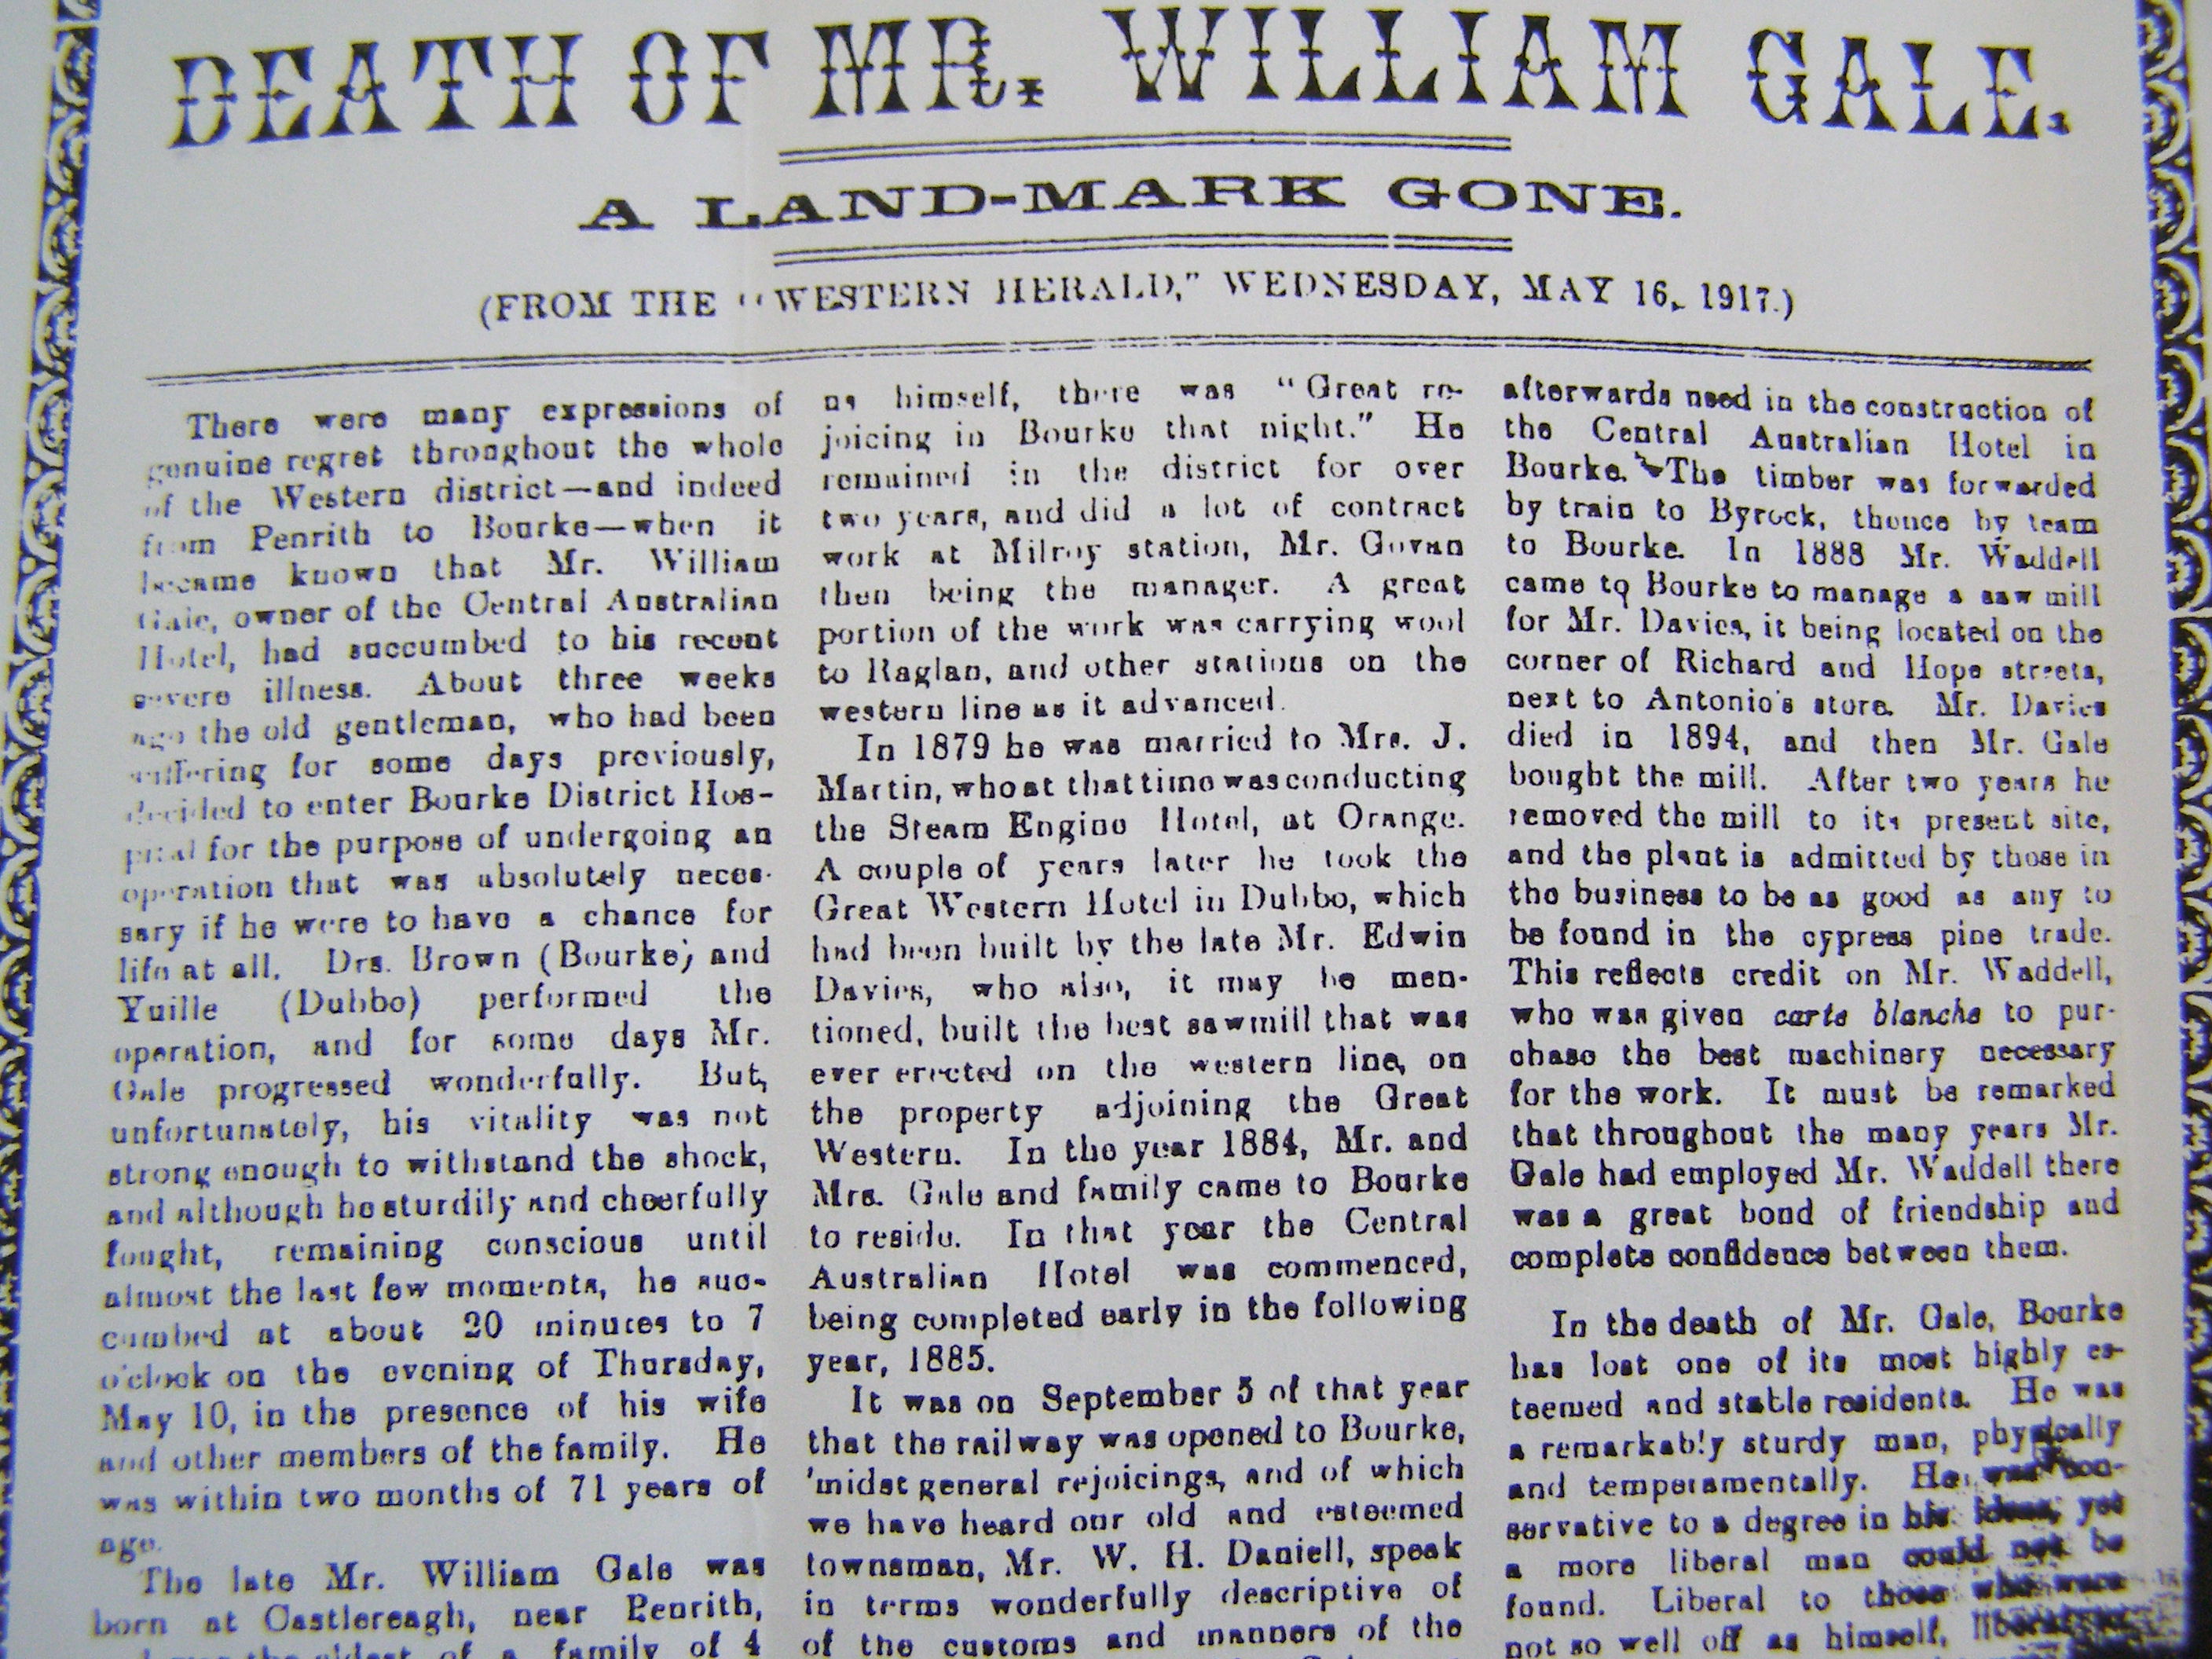 DEATH OF MR. WILLIAM GALE.
A LAND-MARK GONE.
(FROM THE "WESTERN HERALD," WEDNESDAY, MAY 16, 1917.)
There were many expressions of
genuine regret throughout the whole
of the Western district—and indeed
from Penrith to Bourke—when it
became known that Mr. William
Gale, owner of the Central Australian
Hotel, had succumbed to his recent
severe illness. About three weeks
ago the old gentleman, who had been
suffering for some days previously,
decided to enter Bourke District Hos-
pital for the purpose of undergoing an
operation that was absolutely neces-
sary if he were to have a chance for
life at all. Drs. Brown (Bourke) and
Yuille (Dubbo) performed the
operation, and for some days Mr.
Gale progressed wonderfully. But,
unfortunately, his vitality was not
strong enough to withstand the shock,
and although he sturdily and cheerfully
fought, remaining conscious until
almost the last few moments, he suc-
cumbed at about 20 minutes to 7
o'clock on the evening of Thursday,
May 10, in the presence of his wife
and other members of the family. He
was within two months of 71 years of
age.
The late Mr. William Gale was
born at Castlereagh, near Penrith,
the eldest of a family of 4
as himself, there was "Great re-
joicing in Bourke that night." He
remained in the district for over
two years, and did a lot of contract
work at Milroy station, Mr. Govan
then being the manager. A great
portion of the work was carrying wool
to Raglan, and other stations on the
western line as it advanced.
In 1879 he was married to Mrs. J.
Martin, who at that time was conducting
the Steam Engine Hotel, at Orange.
A couple of years later he took the
Great Western Hotel in Dubbo, which
had been built by the late Mr. Edwin
Davies, who also, it may be men-
tioned, built the best sawmill that was
ever erected on the western line, on
the property adjoining the Great
Western. In the year 1884, Mr. and
Mrs. Gale and family came to Bourke
to reside. In that year the Central
Australian Hotel was commenced,
being completed early in the following
year, 1885.
It was on September 5 of that year
that the railway was opened to Bourke,
'midst general rejoicings, and of which
we have heard our old and esteemed
townsman, Mr. W. H. Daniell, speak
in terms wonderfully descriptive of
of the customs and manners of the
afterwards used in the construction of
the Central Australian Hotel in
Bourke. The timber was forwarded
by train to Byrock, thence by team
to Bourke. In 1888 Mr. Waddell
came to Bourke to manage a saw mill
for Mr. Davies, it being located on the
corner of Richard and Hope streets,
next to Antonio's store. Mr. Davies
died in 1894, and then Mr. Gale
bought the mill. After two years he
removed the mill to its present site,
and the plant is admitted by those in
the business to be as good as any to
be found in the cypress pine trade.
This reflects credit on Mr. Waddell,
who was given carte blanche to pur-
chase the best machinery necessary
for the work. It must be remarked
that throughout the many years Mr.
Gale had employed Mr. Waddell there
was a great bond of friendship and
complete confidence between them.
In the death of Mr. Gale, Bourke
has lost one of its most highly es-
teemed and stable residents. He was
a remarkably sturdy man, physically
and temperamentally. He was con-
servative to a degree in his ideas, yet
a more liberal man could not be
found. Liberal to those who were
not so well off as himself,